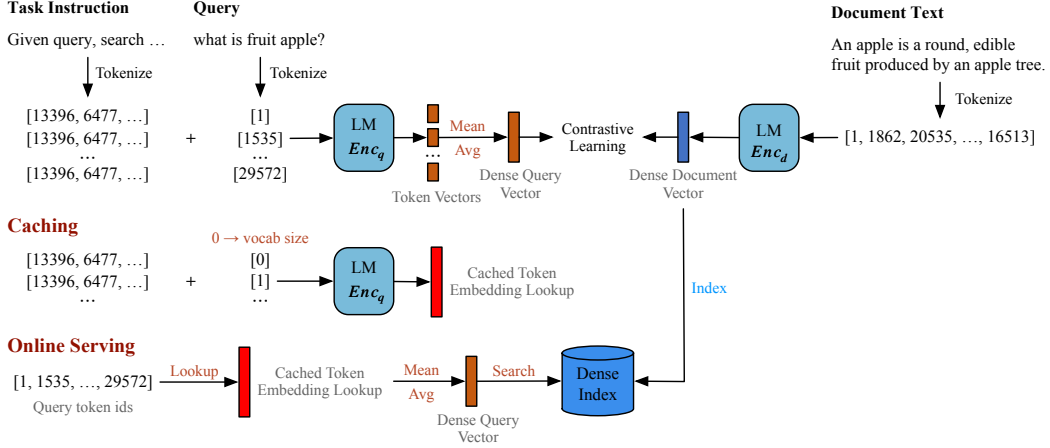 Task Instruction
Query
Document Text
Given query, search …
what is fruit apple?
An apple is a round, edible
fruit produced by an apple tree.
Tokenize
Tokenize
Tokenize
[13396, 6477, …]
[13396, 6477, …]
…
[13396, 6477, …]
+
[1]
[1535]
…
[29572]
LM
Enc_q
…
Token Vectors
Mean
Avg
Dense Query
Vector
Contrastive
Learning
Dense Document
Vector
LM
Enc_d
[1, 1862, 20535, …, 16513]
Caching
0 → vocab size
[13396, 6477, …]
[13396, 6477, …]
…
+
[0]
[1]
…
LM
Enc_q
Cached Token
Embedding Lookup
Index
Online Serving
[1, 1535, …, 29572]
Query token ids
Lookup
Cached Token
Embedding Lookup
Mean
Avg
Dense Query
Vector
Search
Dense
Index